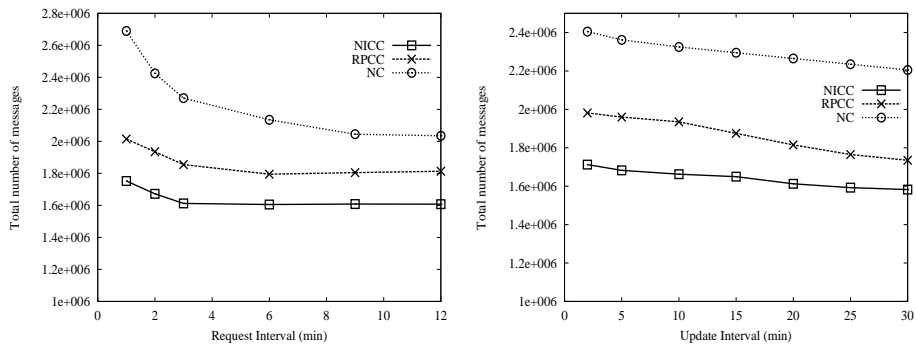 2.8e+006
2.6e+006
2.4e+006
2.2e+006
2e+006
1.8e+006
1.6e+006
1.4e+006
1.2e+006
1e+006
Total number of messages
NICC
RPCC
NC
0 2 4 6 8 10 12
Request Interval (min)
2.4e+006
2.2e+006
2e+006
1.8e+006
1.6e+006
1.4e+006
1.2e+006
1e+006
Total number of messages
NICC
RPCC
NC
0 5 10 15 20 25 30
Update Interval (min)